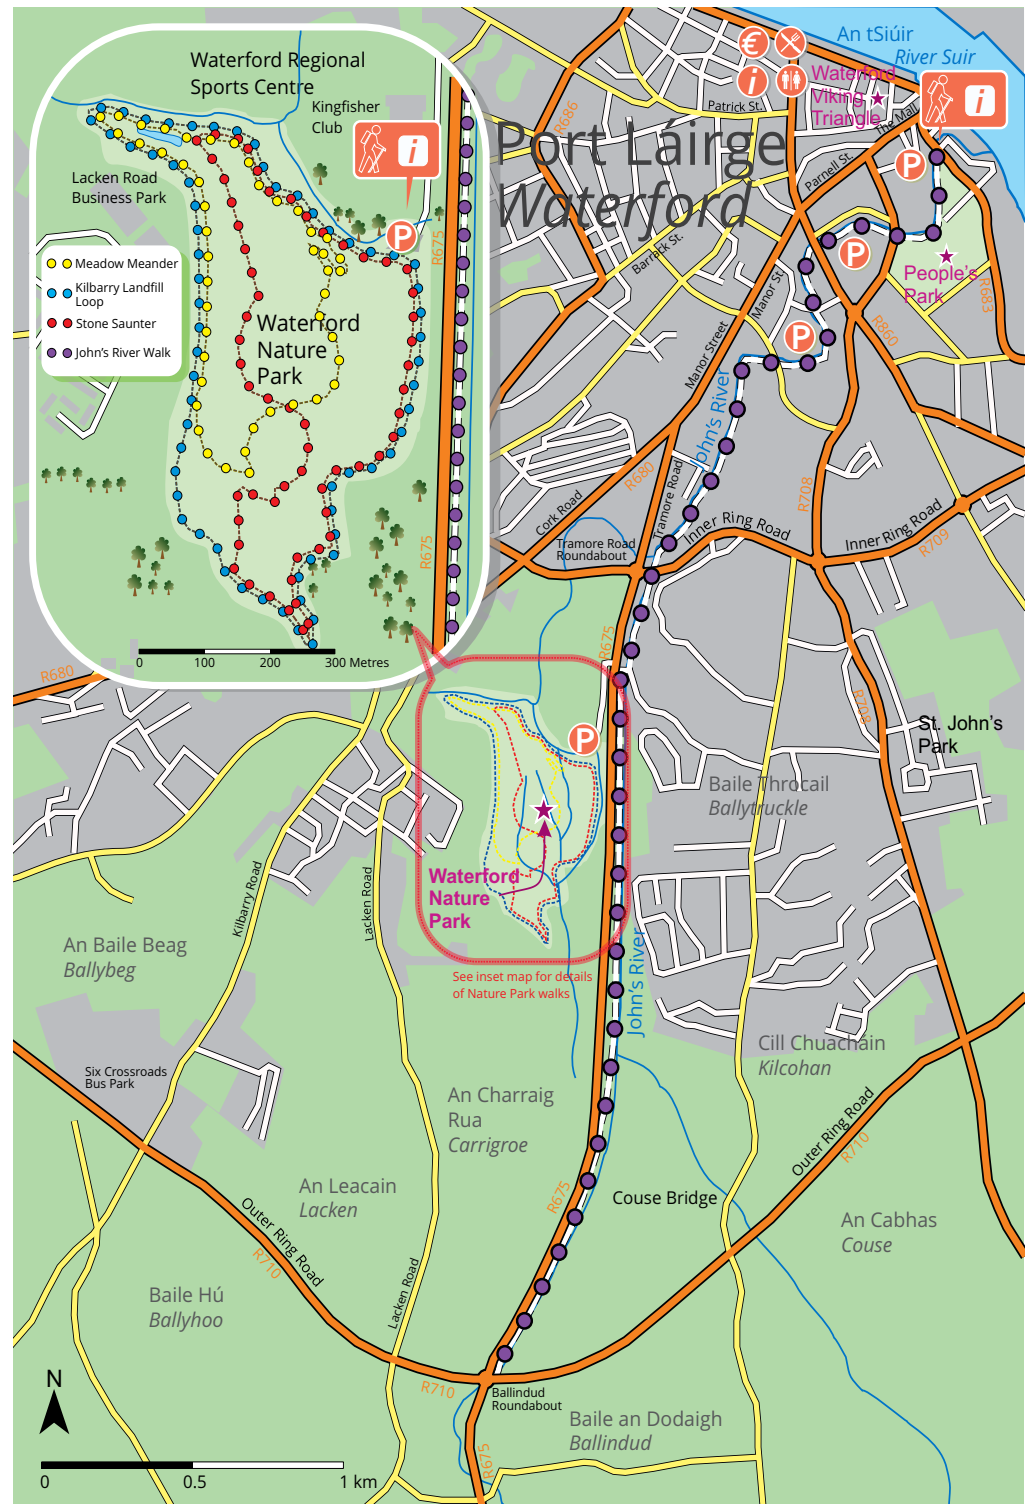 Waterford Regional
Sports Centre
Kingfisher
Club
i
Lacken Road
Business Park
P
R675
Meadow Meander
Kilbarry Landfill
Loop
Stone Saunter
John's River Walk
Waterford
Nature
Park
R675
0 100 200 300 Metres
An tSiúir
River Suir
€
i
Waterford
Viking
Triangle
i
R686
Patrick St.
The Mall
Port Láirge
Waterford
Parnell St.
P
Barrack St.
P
People's
Park
R683
Manor St.
P
R860
Manor Street
John's River
R680
Cork Road
Tramore Road
R708
Inner Ring Road
Inner Ring Road
R709
Tramore Road
Roundabout
R675
R680
R708
St. John's
Park
P
Baile Throcail
Ballytruckle
Waterford
Nature
Park
Kilbarry Road
Lacken Road
An Baile Beag
Ballybeg
See inset map for details
of Nature Park walks
John's River
Cill Chuacháin
Kilcohan
Six Crossroads
Bus Park
An Charraig
Rua
Carrigroe
Outer Ring Road
R710
An Leacain
Lacken
R675
Couse Bridge
An Cabhas
Couse
Outer Ring Road
R710
Baile Hú
Ballyhoo
Lacken Road
N
R710
Ballindud
Roundabout
Baile an Dodaigh
Ballindud
R675
0 0.5 1 km